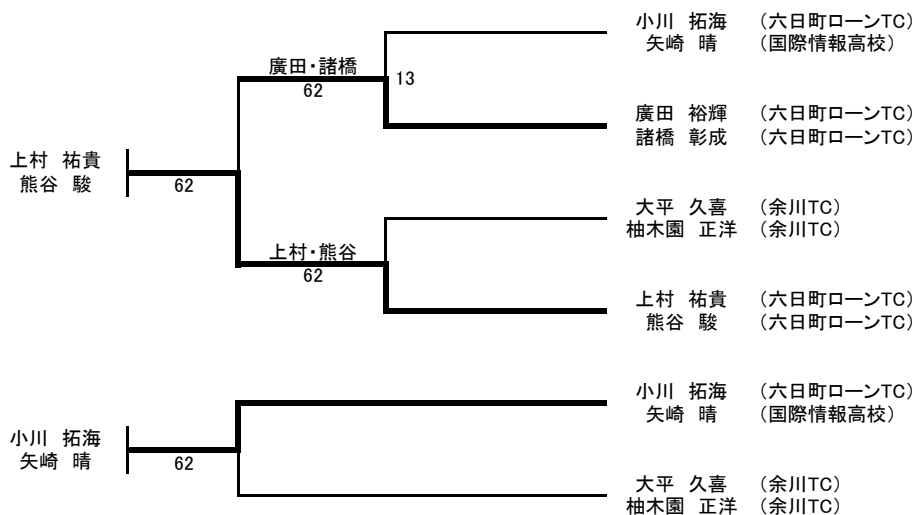 小川　拓海　（六日町ローンTC）
矢崎　晴　（国際情報高校）
廣田・諸橋
62
13
廣田　裕輝　（六日町ローンTC）
諸橋　彰成　（六日町ローンTC）
上村　祐貴
熊谷　駿
62
大平　久喜　（余川TC）
柚木園　正洋　（余川TC）
上村・熊谷
62
上村　祐貴　（六日町ローンTC）
熊谷　駿　（六日町ローンTC）
小川　拓海　（六日町ローンTC）
矢崎　晴　（国際情報高校）
小川　拓海
矢崎　晴
62
大平　久喜　（余川TC）
柚木園　正洋　（余川TC）